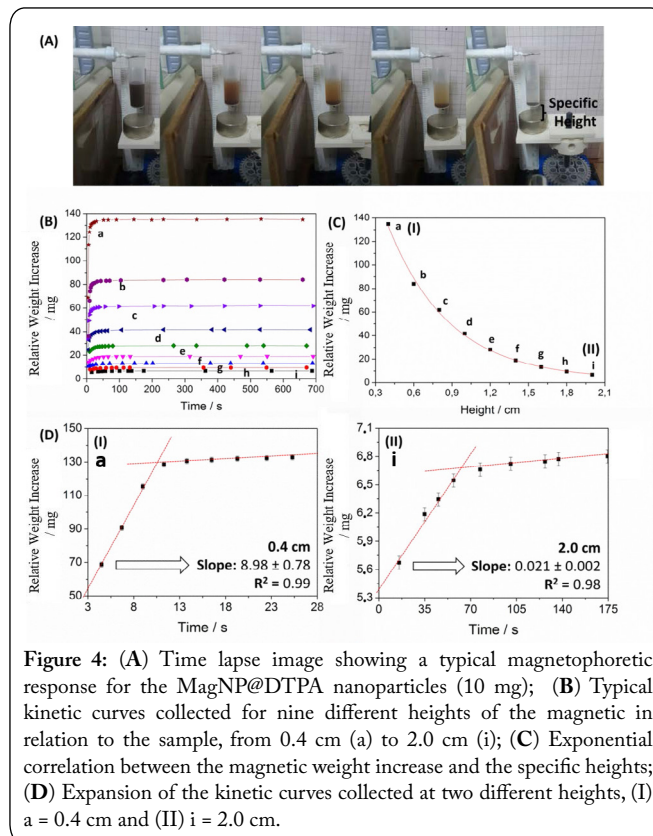 (A)
Specific
Height
(B)
Relative Weight Increase
/ mg
140
120
100
80
60
40
20
0
a
b
c
d
e
f
g
h
i
0 100 200 300 400 500 600 700
Time / s
(C)
Relative Weight Increase
/ mg
140
120
100
80
60
40
20
0
a (I)
b
c
d
e
f
g
h
i
(II)
0,3 0,6 0,9 1,2 1,5 1,8 2,1
Height / cm
(D)
Relative Weight Increase
/ mg
150
130
110
90
70
50
(I)
a
0.4 cm
Slope: 8.98 ± 0.78
R² = 0.99
3 8 13 18 23 28
Time / s
Relative Weight Increase
/ mg
7,1
6,8
6,5
6,2
5,9
5,6
5,3
(II)
i
2.0 cm
Slope: 0.021 ± 0.002
R² = 0.98
0 35 70 105 140 175
Time / s
Figure 4: (A) Time lapse image showing a typical magnetophoretic
response for the MagNP@DTPA nanoparticles (10 mg); (B) Typical
kinetic curves collected for nine different heights of the magnetic in
relation to the sample, from 0.4 cm (a) to 2.0 cm (i); (C) Exponential
correlation between the magnetic weight increase and the specific heights;
(D) Expansion of the kinetic curves collected at two different heights, (I)
a = 0.4 cm and (II) i = 2.0 cm.